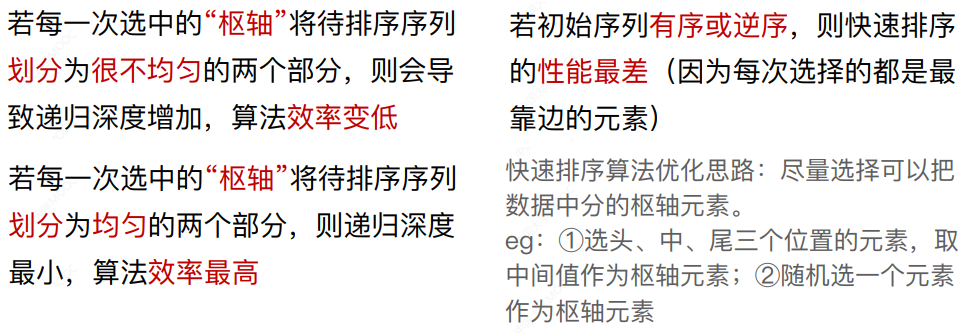 若每一次选中的“枢轴”将待排序序列
划分为很不均匀的两个部分，则会导
致递归深度增加，算法效率变低
若每一次选中的“枢轴”将待排序序列
划分为均匀的两个部分，则递归深度
最小，算法效率最高
若初始序列有序或逆序，则快速排序
的性能最差（因为每次选择的都是最
靠边的元素）
快速排序算法优化思路：尽量选择可以把
数据中分的枢轴元素。
eg：①选头、中、尾三个位置的元素，取
中间值作为枢轴元素；②随机选一个元素
作为枢轴元素